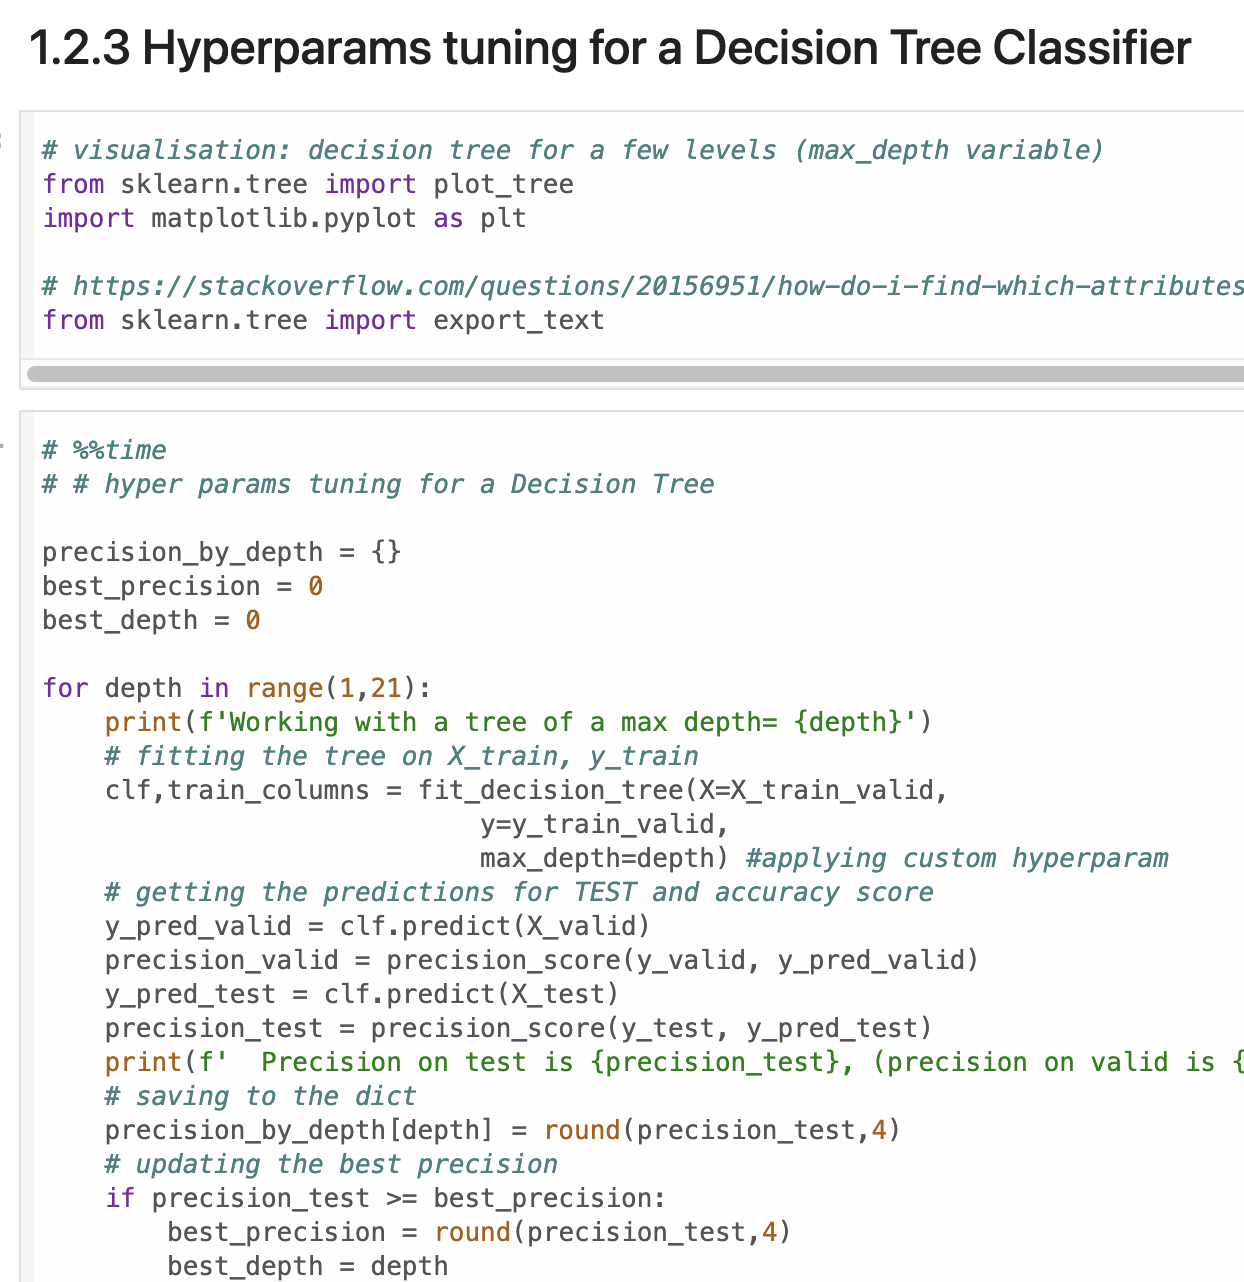 1.2.3 Hyperparams tuning for a Decision Tree Classifier
# visualisation: decision tree for a few levels (max_depth variable)
from sklearn.tree import plot_tree
import matplotlib.pyplot as plt
# https://stackoverflow.com/questions/20156951/how-do-i-find-which-attributes
from sklearn.tree import export_text
# %%time
# # hyper params tuning for a Decision Tree
precision_by_depth = {}
best_precision = 0
best_depth = 0
for depth in range(1,21):
    print(f'Working with a tree of a max depth= {depth}')
    # fitting the tree on X_train, y_train
    clf,train_columns = fit_decision_tree(X=X_train_valid,
                            y=y_train_valid,
                            max_depth=depth) #applying custom hyperparam
    # getting the predictions for TEST and accuracy score
    y_pred_valid = clf.predict(X_valid)
    precision_valid = precision_score(y_valid, y_pred_valid)
    y_pred_test = clf.predict(X_test)
    precision_test = precision_score(y_test, y_pred_test)
    print(f'  Precision on test is {precision_test}, (precision on valid is {
    # saving to the dict
    precision_by_depth[depth] = round(precision_test,4)
    # updating the best precision
    if precision_test >= best_precision:
        best_precision = round(precision_test,4)
        best_depth = depth